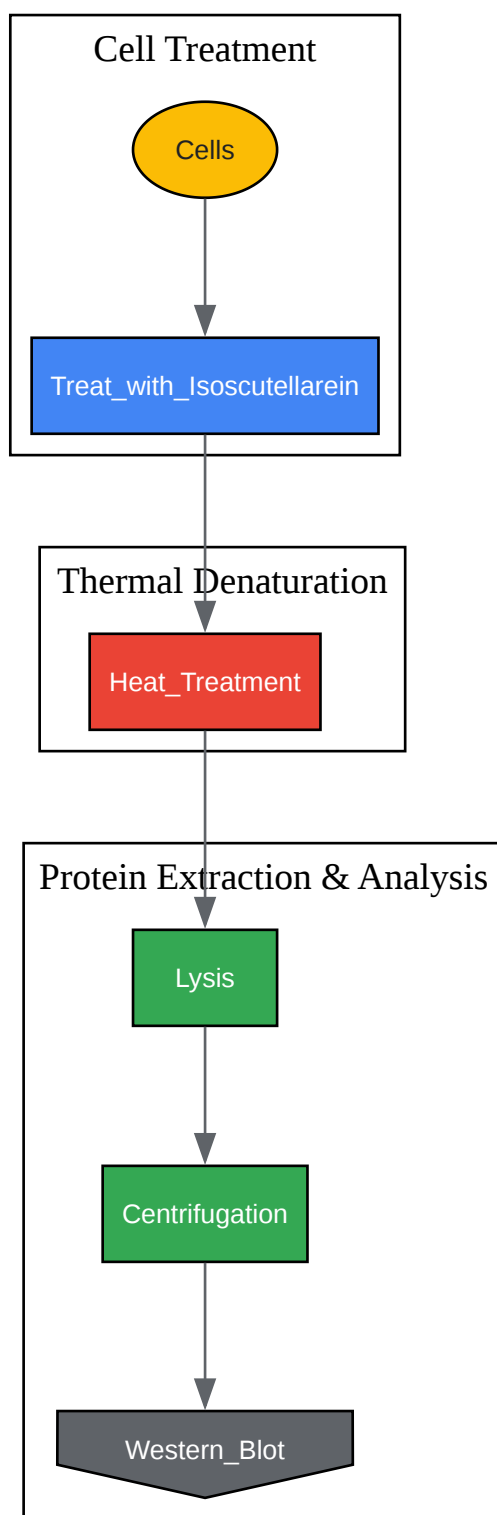 Cell Treatment
Cells
Treat_with_Isoscutellarein
Thermal Denaturation
Heat_Treatment
Protein Extraction & Analysis
Lysis
Centrifugation
Western_Blot